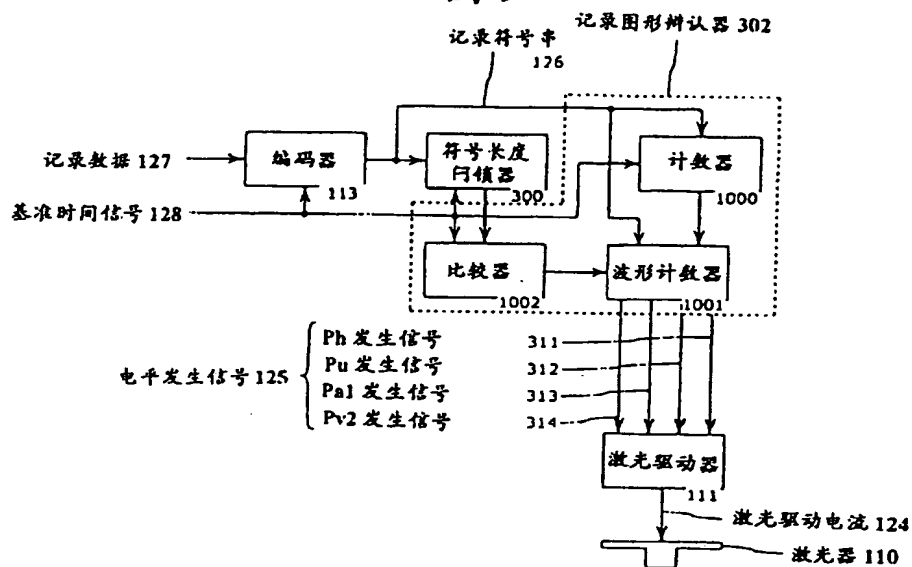 记录图形辨认器 302
记录符号串
126
记录数据 127
编码器
113
符号长度
闩锁器
300
计数器
1000
基准时间信号 128
比较器
1002
波形计数器
1001
电平发生信号 125
Ph 发生信号
Pu 发生信号
Pa1 发生信号
Pv2 发生信号
311
312
313
314
激光驱动器
111
激光驱动电流 124
激光器 110